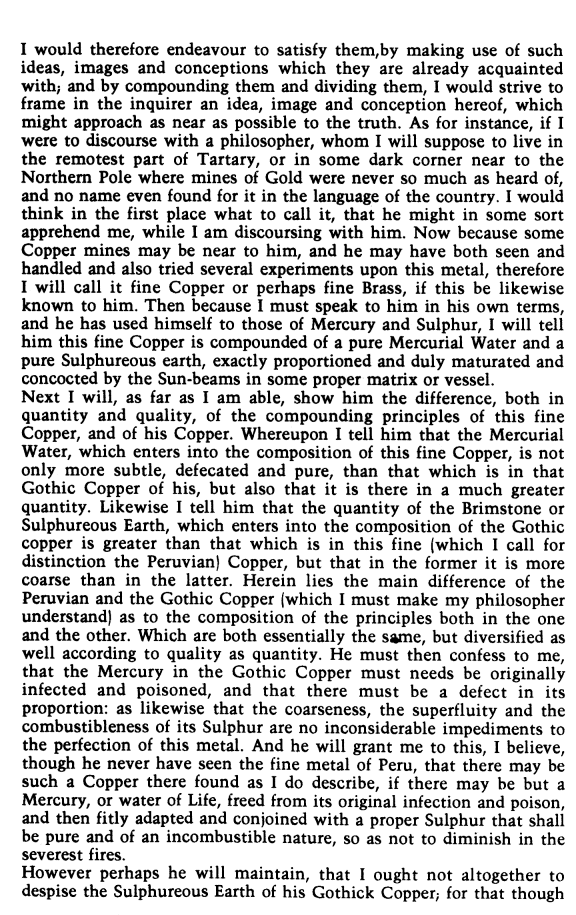 I would therefore endeavour to satisfy them,by making use of such
ideas, images and conceptions which they are already acquainted
with; and by compounding them and dividing them, I would strive to
frame in the inquirer an idea, image and conception hereof, which
might approach as near as possible to the truth. As for instance, if I
were to discourse with a philosopher, whom I will suppose to live in
the remotest part of Tartary, or in some dark corner near to the
Northern Pole where mines of Gold were never so much as heard of,
and no name even found for it in the language of the country. I would
think in the first place what to call it, that he might in some sort
apprehend me, while I am discoursing with him. Now because some
Copper mines may be near to him, and he may have both seen and
handled and also tried several experiments upon this metal, therefore
I will call it fine Copper or perhaps fine Brass, if this be likewise
known to him. Then because I must speak to him in his own terms,
and he has used himself to those of Mercury and Sulphur, I will tell
him this fine Copper is compounded of a pure Mercurial Water and a
pure Sulphureous earth, exactly proportioned and duly maturated and
concocted by the Sun-beams in some proper matrix or vessel.
Next I will, as far as I am able, show him the difference, both in
quantity and quality, of the compounding principles of this fine
Copper, and of his Copper. Whereupon I tell him that the Mercurial
Water, which enters into the composition of this fine Copper, is not
only more subtle, defecated and pure, than that which is in that
Gothic Copper of his, but also that it is there in a much greater
quantity. Likewise I tell him that the quantity of the Brimstone or
Sulphureous Earth, which enters into the composition of the Gothic
copper is greater than that which is in this fine (which I call for
distinction the Peruvian) Copper, but that in the former it is more
coarse than in the latter. Herein lies the main difference of the
Peruvian and the Gothic Copper (which I must make my philosopher
understand) as to the composition of the principles both in the one
and the other. Which are both essentially the same, but diversified as
well according to quality as quantity. He must then confess to me,
that the Mercury in the Gothic Copper must needs be originally
infected and poisoned, and that there must be a defect in its
proportion: as likewise that the coarseness, the superfluity and the
combustibleness of its Sulphur are no inconsiderable impediments to
the perfection of this metal. And he will grant me to this, I believe,
though he never have seen the fine metal of Peru, that there may be
such a Copper there found as I do describe, if there may be but a
Mercury, or water of Life, freed from its original infection and poison,
and then fitly adapted and conjoined with a proper Sulphur that shall
be pure and of an incombustible nature, so as not to diminish in the
severest fires.
However perhaps he will maintain, that I ought not altogether to
despise the Sulphureous Earth of his Gothick Copper; for that though